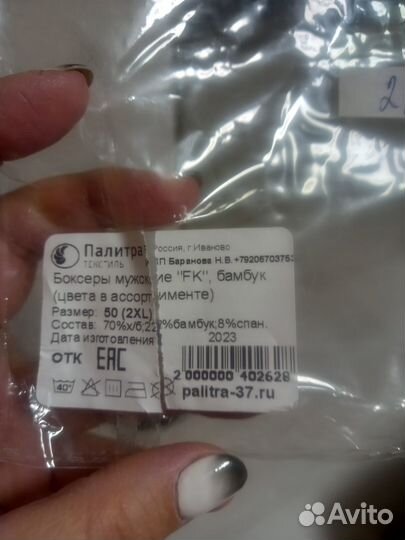 2
Палитра
ТЕКСТИЛЬ
Россия, г.Иваново
ИП Баранова Н.В.
Боксеры мужские "FK", бамбук
(цвета в ассортименте)
Размер: 50 (2XL)
Состав: 70%х/б;22%бамбук;8%спан.
Дата изготовления 2023
ОТК EAC
40°
2 000000 402628
palitra-37.ru
Avito